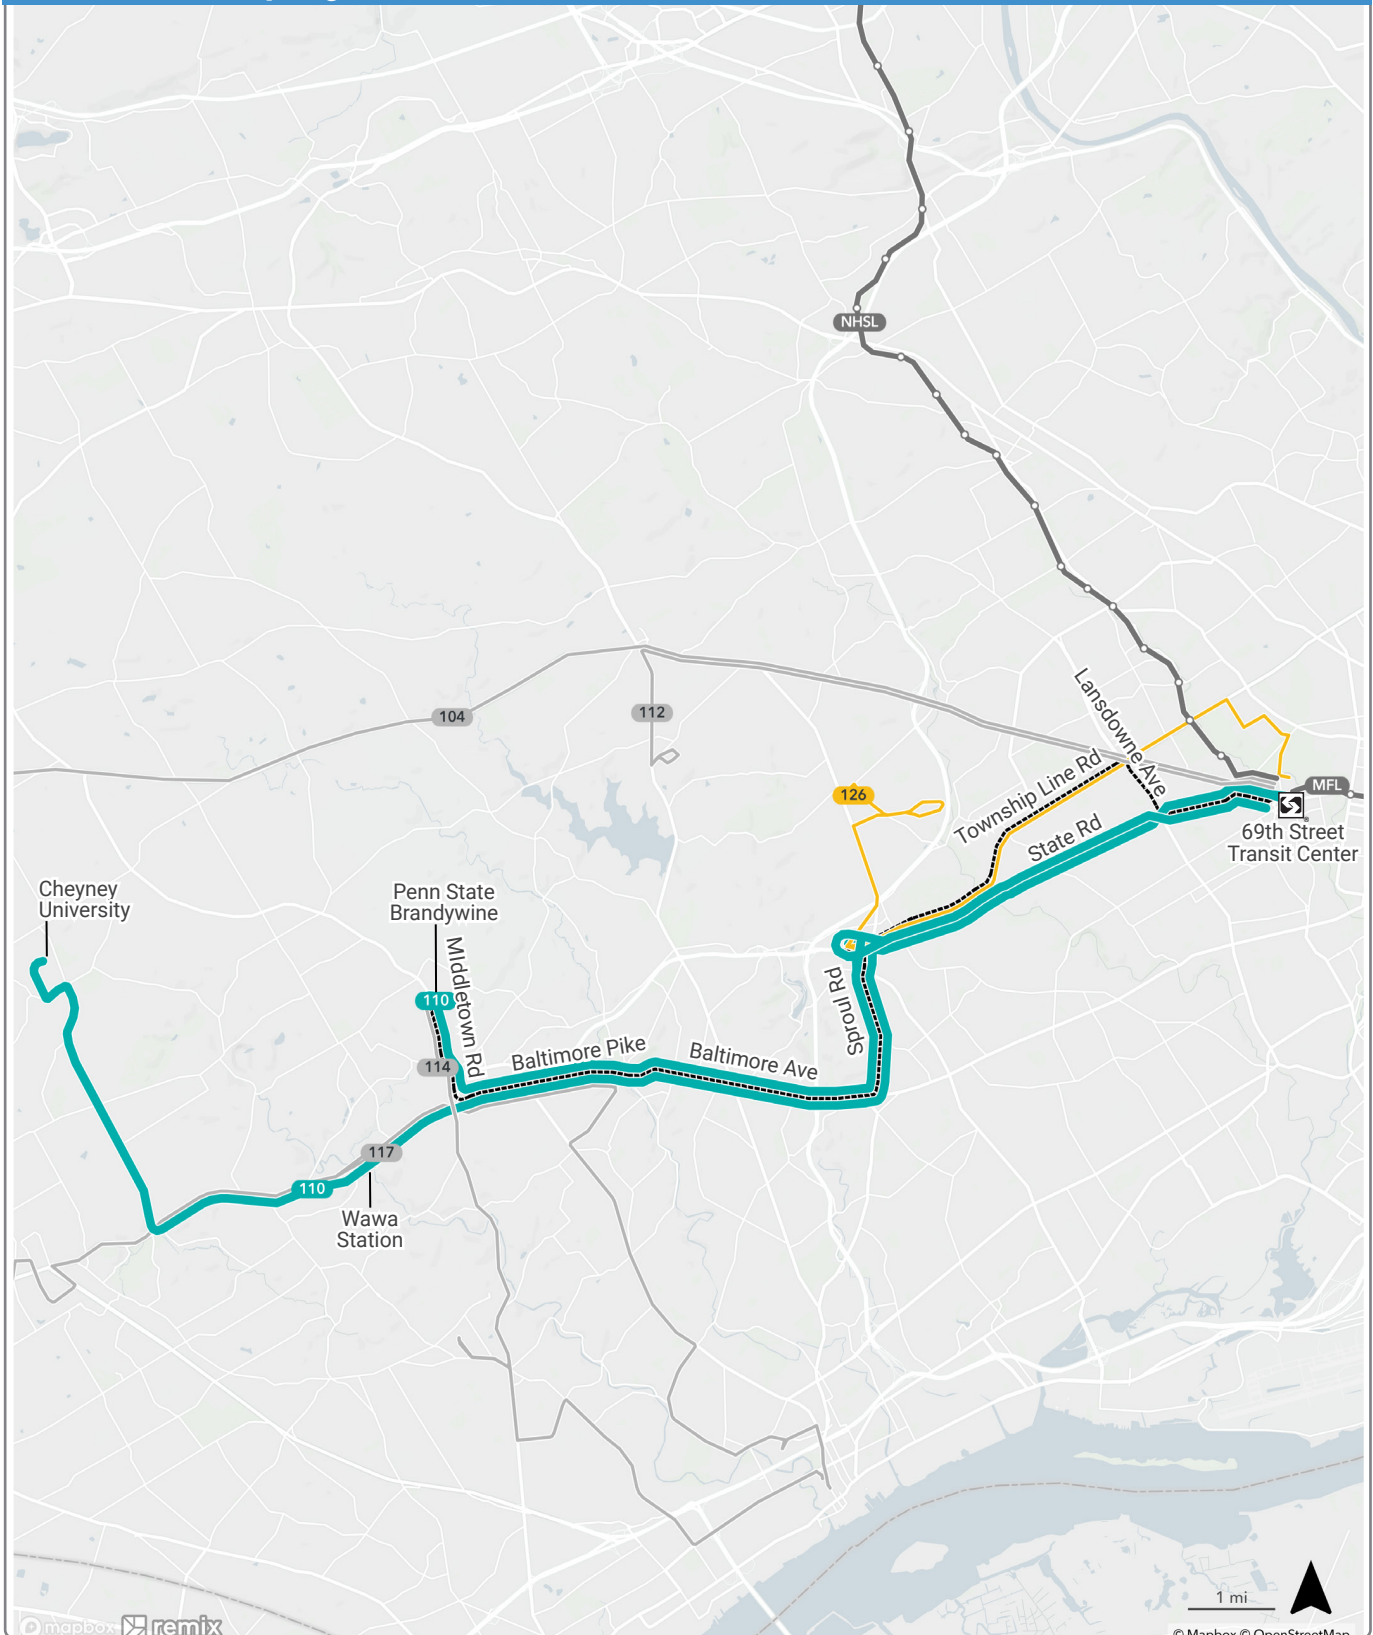 NHSL
Lansdowne Ave
104
112
Township Line Rd
MFL
126
State Rd
69th Street
Transit Center
Cheyney
University
Penn State
Brandywine
MIddletown Rd
Sproul Rd
110
Baltimore Pike
Baltimore Ave
114
117
110
Wawa
Station
1 mi
mapbox remix
© Mapbox © OpenStreetMap